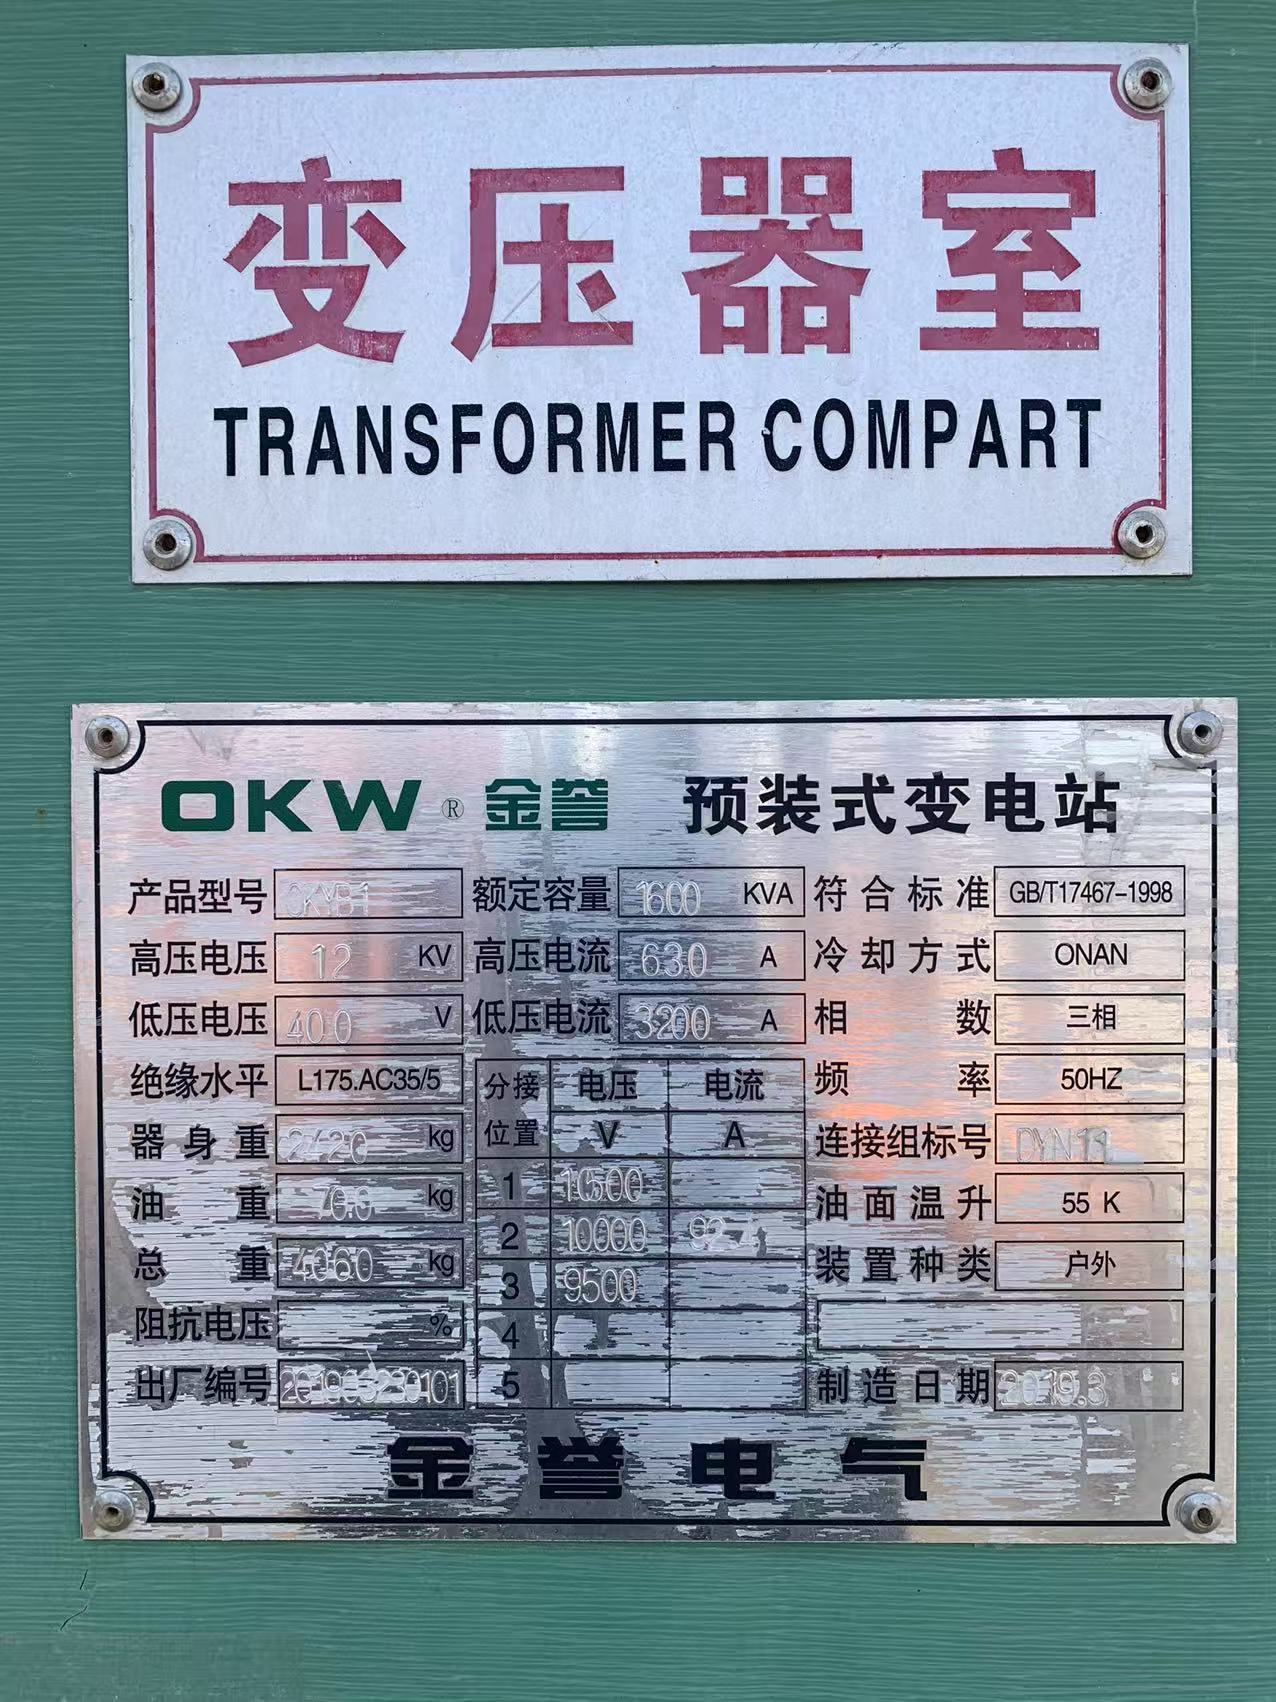 变压器室
TRANSFORMER COMPART
OKW® 金誉 预装式变电站
产品型号 额定容量 1600 KVA 符合标准 GB/T17467-1998
高压电压 12 KV 高压电流 630 A 冷却方式 ONAN
低压电压 400 V 低压电流 3200 A 相数 三相
绝缘水平 L175.AC35/5 分接位置 电压 V 电流 A 频率 50HZ
器身重 2420 kg 连接组标号 DYN11
油重 kg 1 10500 油面温升 55 K
总重 4060 kg 2 10000 92.4 装置种类 户外
阻抗电压 % 3 9500
4
出厂编号 5 制造日期 2019.3
金誉电气